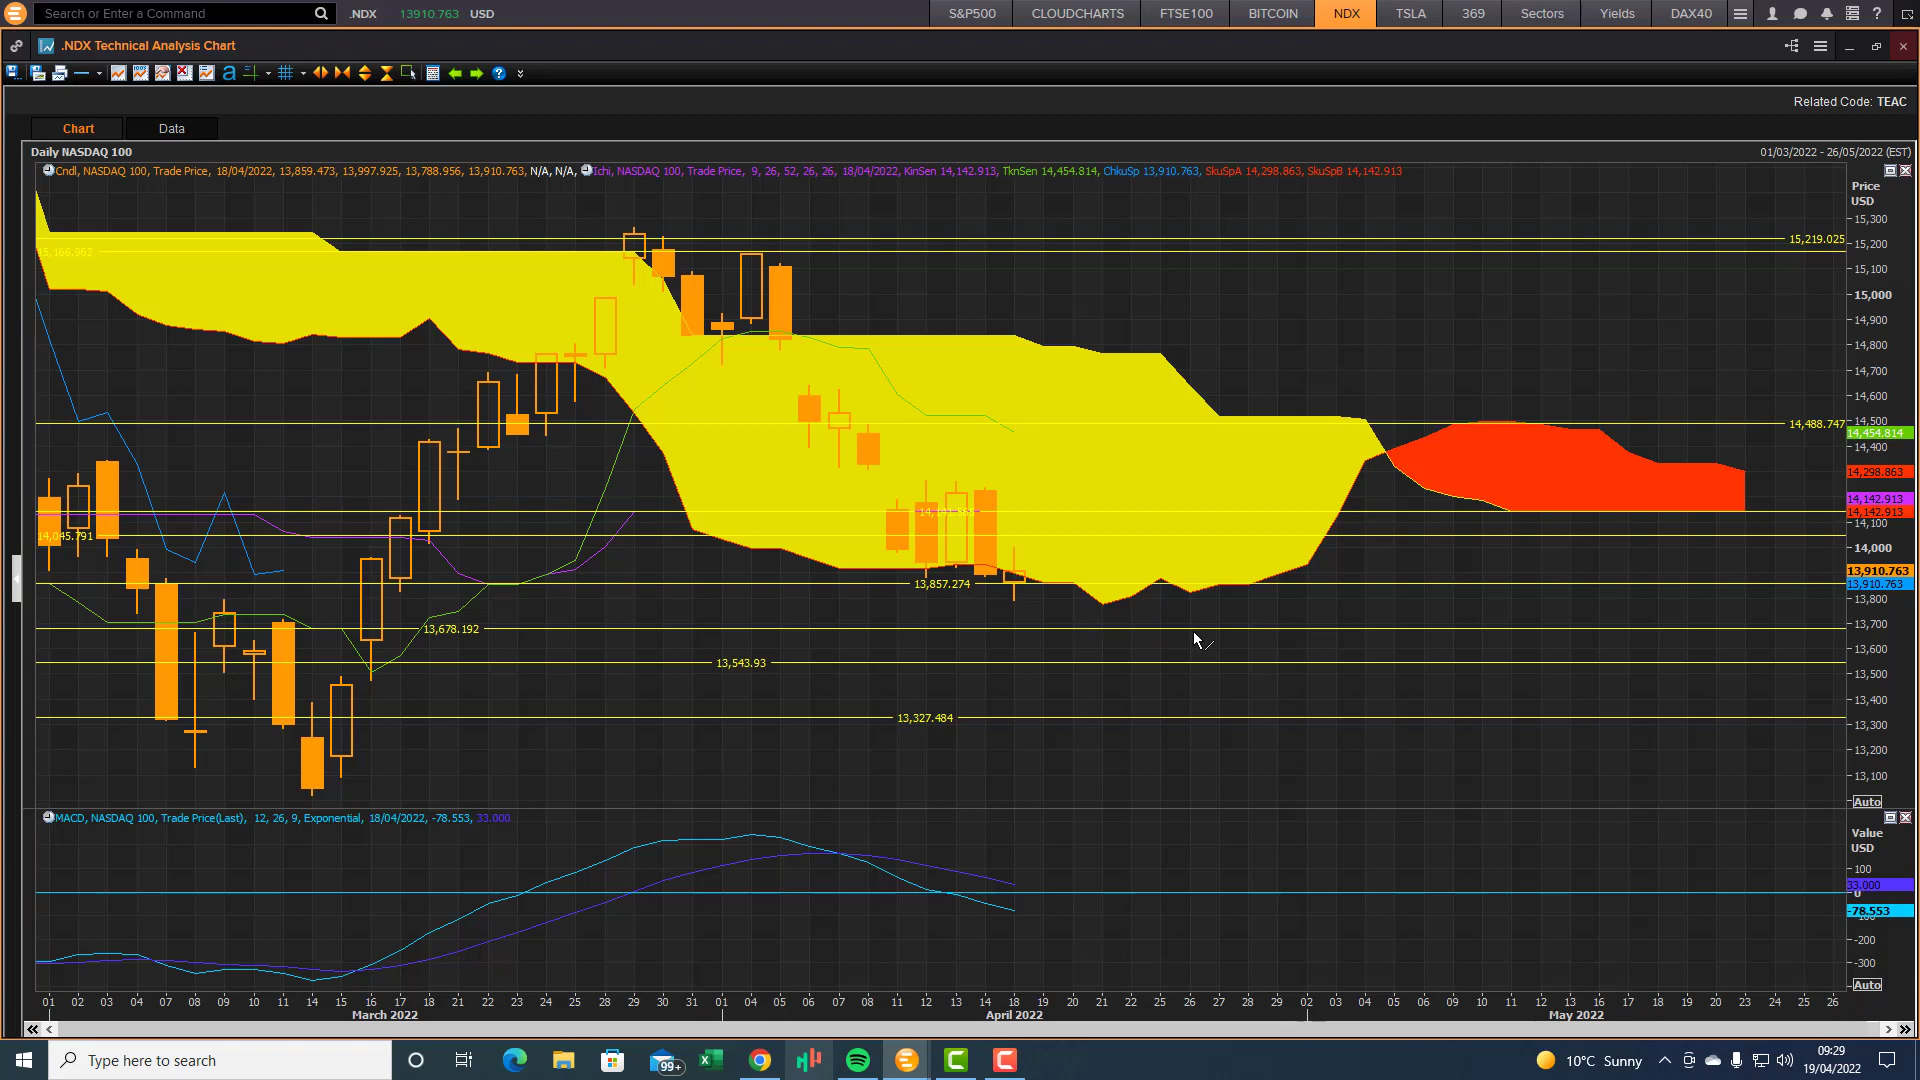 Search or Enter a Command .NDX 13910.763 USD S&P500 CLOUDCHARTS FTSE100 BITCOIN NDX TSLA 369 Sectors Yields DAX40
.NDX Technical Analysis Chart
Related Code: TEAC
Chart Data
Daily NASDAQ 100 01/03/2022 - 26/05/2022 (EST)
Cndl, NASDAQ 100, Trade Price, 18/04/2022, 13,859.473, 13,997.925, 13,788.956, 13,910.763, N/A, N/A, Ichi, NASDAQ 100, Trade Price, 9, 26, 52, 26, 26, 18/04/2022, KinSen 14,142.913, TknSen 14,454.814, ChkuSp 13,910.763, SkuSpA 14,298.863, SkuSpB 14,142.913
Price
USD
15,300
15,219.025
15,200
15,166.962
15,100
15,000
14,900
14,800
14,700
14,600
14,500
14,488.747
14,454.814
14,400
14,298.863
14,142.913
14,142.913
14,100
14,045.791
14,000
13,910.763
13,857.274
13,910.763
13,800
13,700
13,678.192
13,600
13,543.93
13,500
13,400
13,327.484
13,300
13,200
13,100
Auto
MACD, NASDAQ 100, Trade Price(Last), 12, 26, 9, Exponential, 18/04/2022, -78.553, 33.000
Value
USD
100
33.000
0
-78.553
-200
-300
Auto
01 02 03 04 07 08 09 10 11 14 15 16 17 18 21 22 23 24 25 28 29 30 31 01 04 05 06 07 08 11 12 13 14 18 19 20 21 22 25 26 27 28 29 02 03 04 05 06 09 10 11 12 13 16 17 18 19 20 23 24 25 26
March 2022 April 2022 May 2022
Type here to search 99+ 10°C Sunny 09:29
19/04/2022